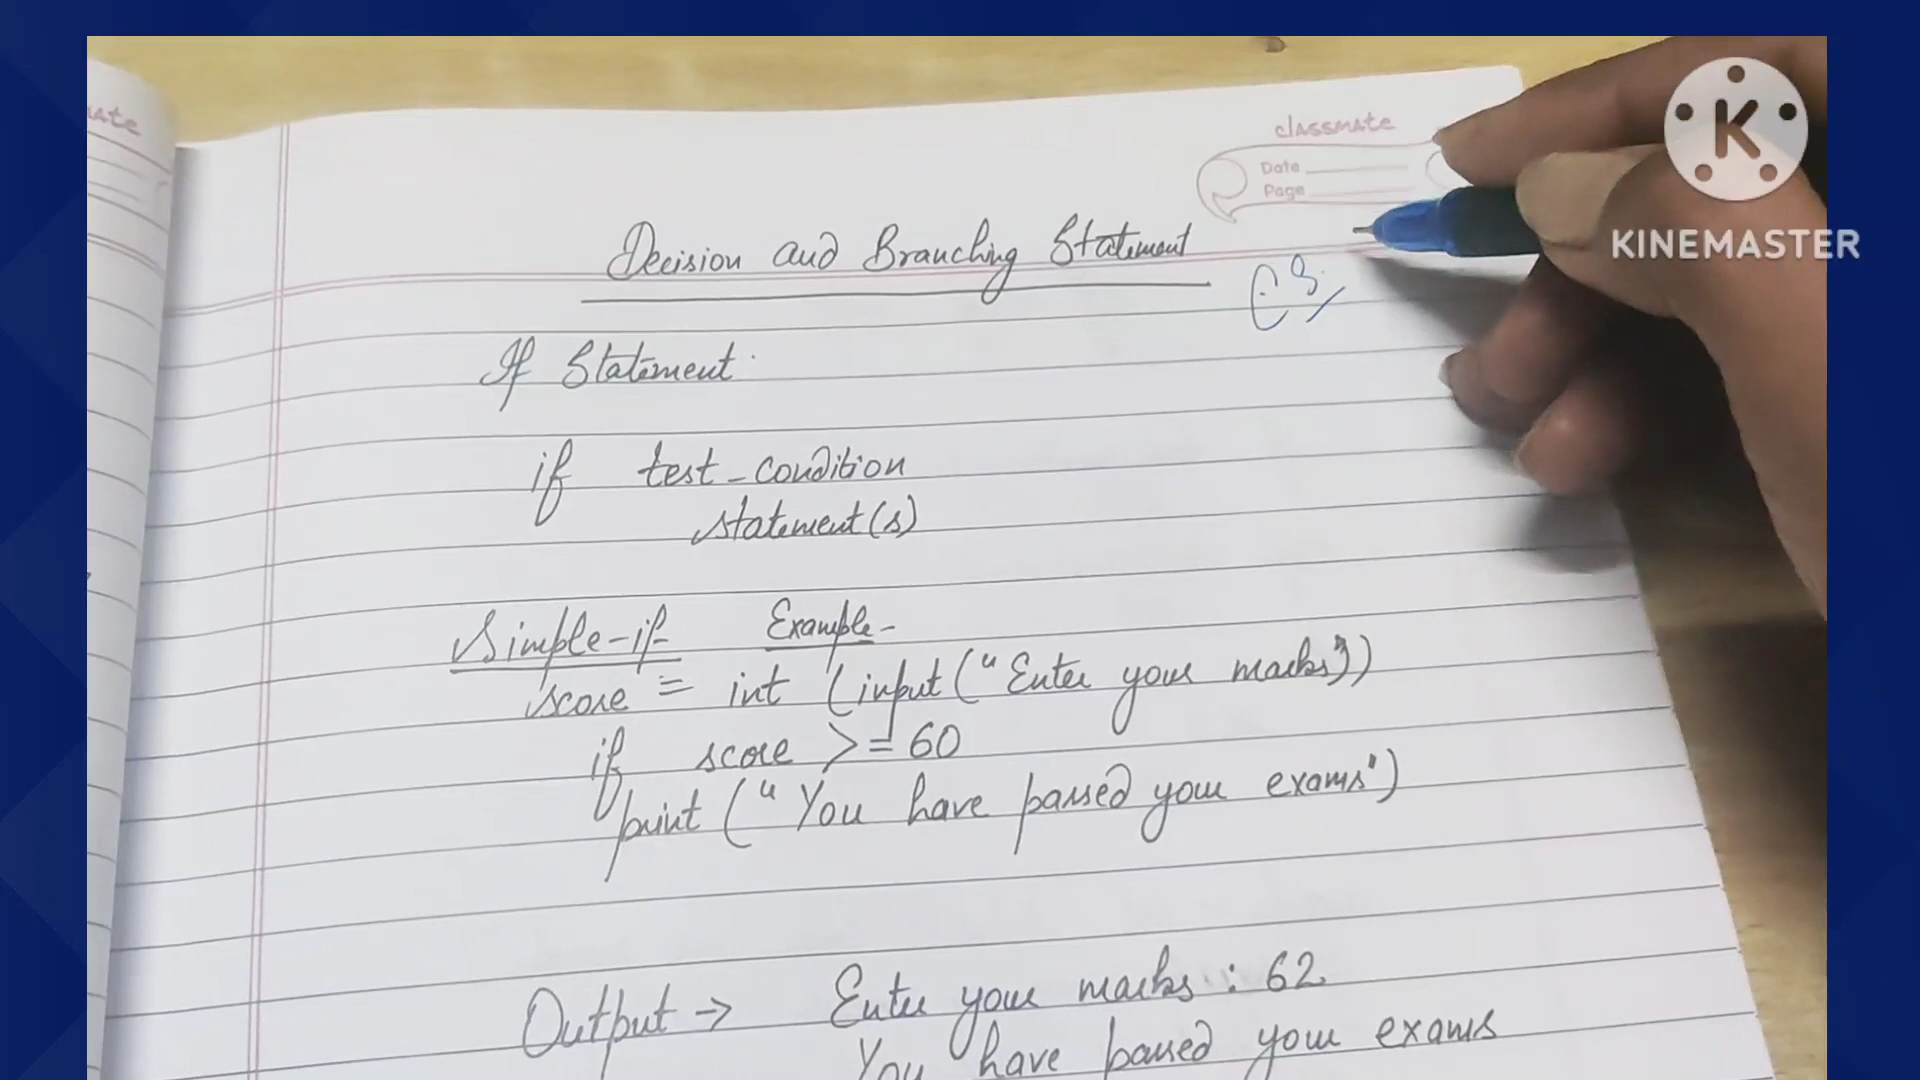 classmate
Date
Page
Decision and Branching Statement
If Statement
if test-condition
statement(s)
Simple-if Example-
score = int (input("Enter your marks"))
if score >= 60
print ("You have passed your exams")
Output → Enter your marks : 62
You have passed your exams
KINEMASTER